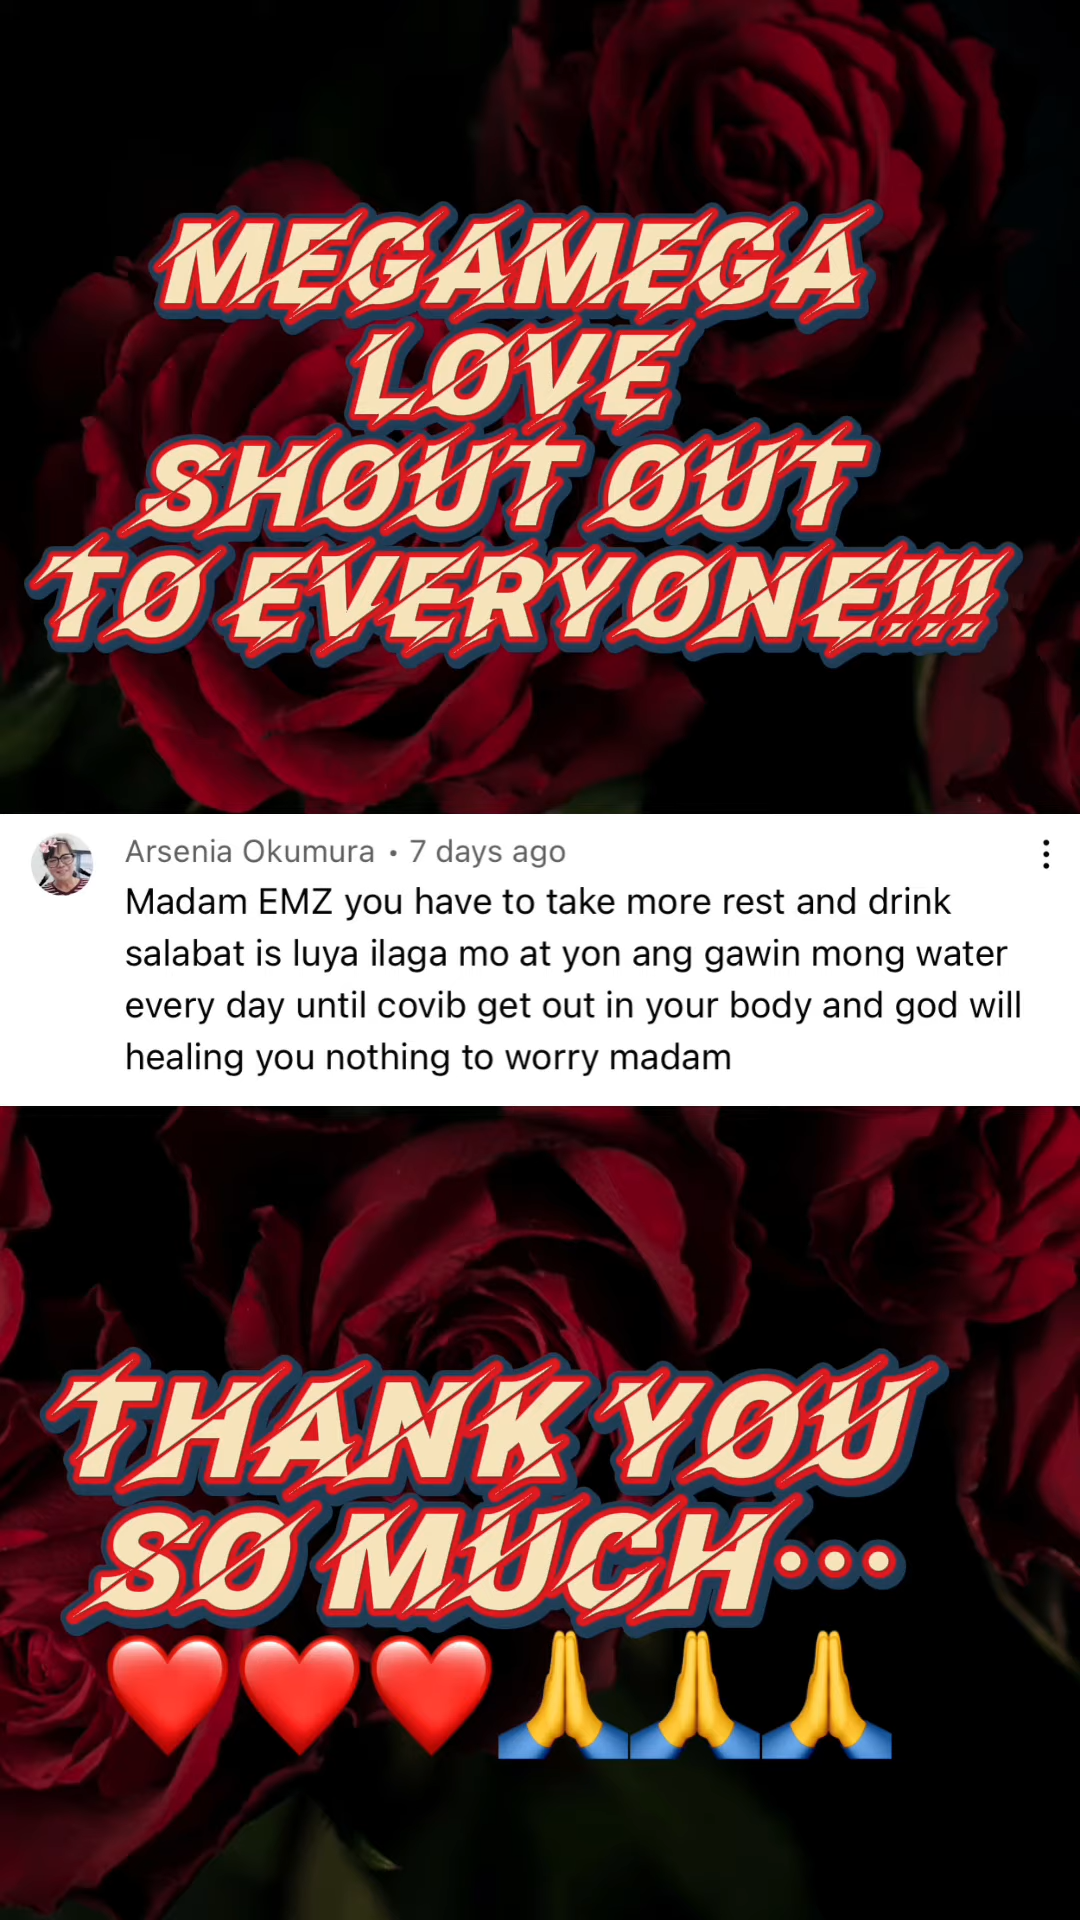 MEGAMEGA
LOVE
SHOUT OUT
TO EVERYONE!!!
Arsenia Okumura • 7 days ago
Madam EMZ you have to take more rest and drink
salabat is luya ilaga mo at yon ang gawin mong water
every day until covib get out in your body and god will
healing you nothing to worry madam
THANK YOU
SO MUCH...
❤️❤️❤️🙏🙏🙏